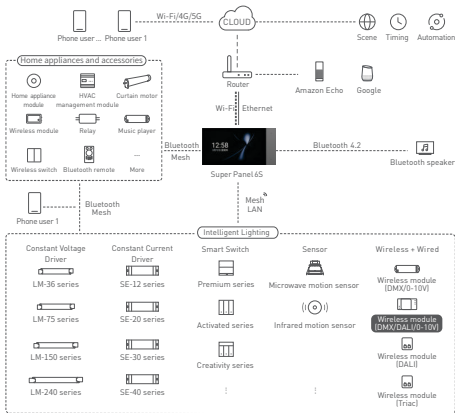 Wi-Fi/4G/5G
CLOUD
Phone user ... Phone user 1
Scene Timing Automation
Home appliances and accessories
Home appliance
module
HVAC
management module
Curtain motor
Wireless module Relay Music player
Wireless switch Bluetooth remote More
Router
Amazon Echo Google
Wi-Fi Ethernet
Bluetooth
Mesh
12:58
Bluetooth 4.2
Bluetooth speaker
Super Panel 6S
Phone user 1
Bluetooth
Mesh
Mesh
LAN
Intelligent Lighting
Constant Voltage
Driver
Constant Current
Driver
Smart Switch
Sensor
Wireless + Wired
LM-36 series
SE-12 series
Premium series
Microwave motion sensor
Wireless module
(DMX/0-10V)
LM-75 series
SE-20 series
Activated series
Infrared motion sensor
Wireless module
(DMX/DALI/0-10V)
LM-150 series
SE-30 series
Creativity series
Wireless module
(DALI)
LM-240 series
SE-40 series
Wireless module
(Triac)